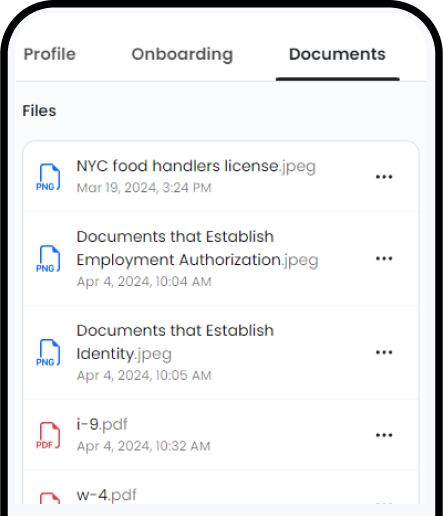 Profile
Onboarding
Documents
Files
NYC food handlers license.jpeg
PNG
Mar 19, 2024, 3:24 PM
Documents that Establish
PNG
Employment Authorization.jpeg
Apr 4, 2024, 10:04 AM
Documents that Establish
PNG
Identity.jpeg
Apr 4, 2024, 10:05 AM
i-9.pdf
PDF
Apr 4, 2024, 10:32 AM
w-4.pdf